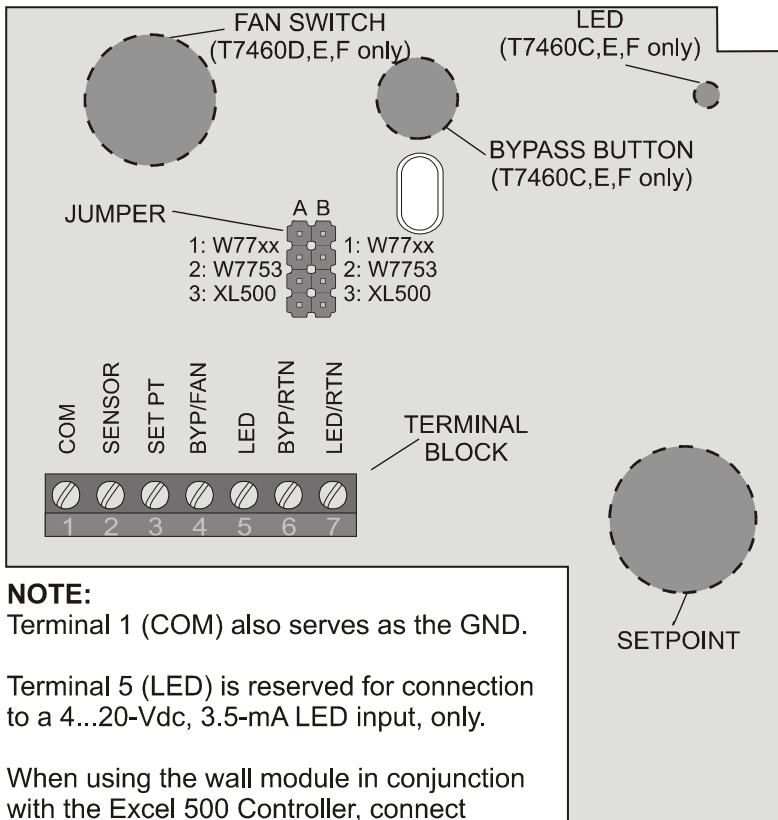 FAN SWITCH
(T7460D,E,F only)
LED
(T7460C,E,F only)
BYPASS BUTTON
(T7460C,E,F only)
JUMPER
A B
1: W77xx 1: W77xx
2: W7753 2: W7753
3: XL500 3: XL500
COM
SENSOR
SET PT
BYP/FAN
LED
BYP/RTN
LED/RTN
TERMINAL
BLOCK
1 2 3 4 5 6 7
SETPOINT
NOTE:
Terminal 1 (COM) also serves as the GND.
Terminal 5 (LED) is reserved for connection
to a 4...20-Vdc, 3.5-mA LED input, only.
When using the wall module in conjunction
with the Excel 500 Controller, connect